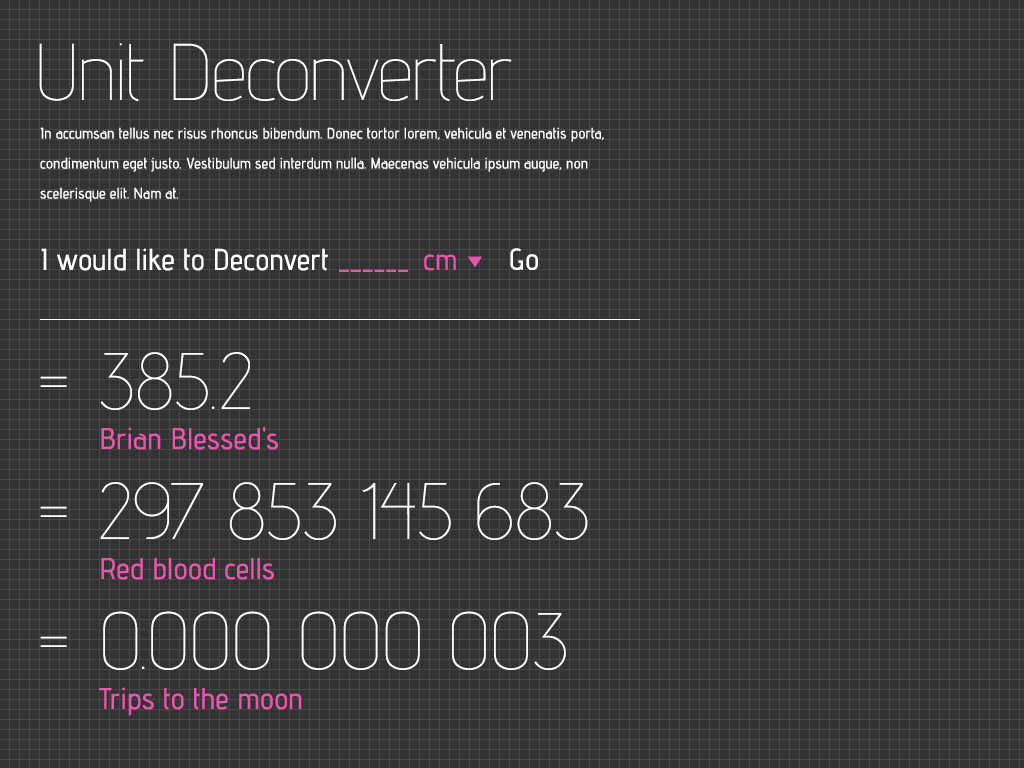 Unit Deconverter
In accumsan tellus nec risus rhoncus bibendum. Donec tortor lorem, vehicula et venenatis porta,
condimentum eget justo. Vestibulum sed interdum nulla. Maecenas vehicula ipsum augue, non
scelerisque elit. Nam at.
I would like to Deconvert ______ cm ▼ Go
= 385.2
Brian Blessed's
= 297 853 145 683
Red blood cells
= 0.000 000 003
Trips to the moon